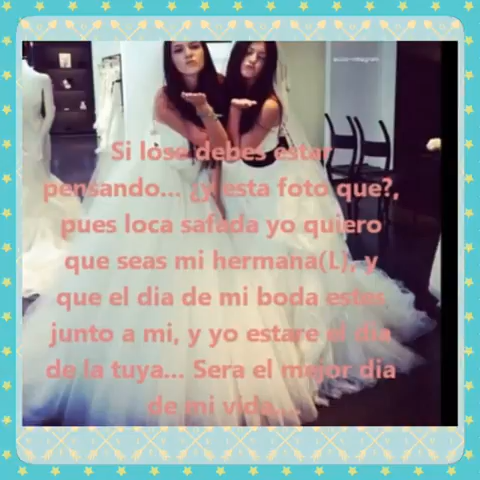 Si lose debes estar
pensando... ¿y esta foto que?,
pues loca safada yo quiero
que seas mi hermana(L), y
que el dia de mi boda estes
junto a mi, y yo estare el dia
de la tuya... Sera el mejor dia
de mi vida...